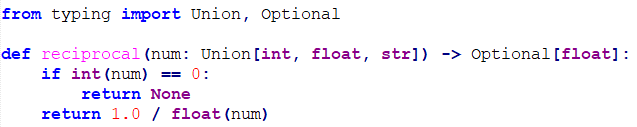 from typing import Union, Optional

def reciprocal(num: Union[int, float, str]) -> Optional[float]:
    if int(num) == 0:
        return None
    return 1.0 / float(num)